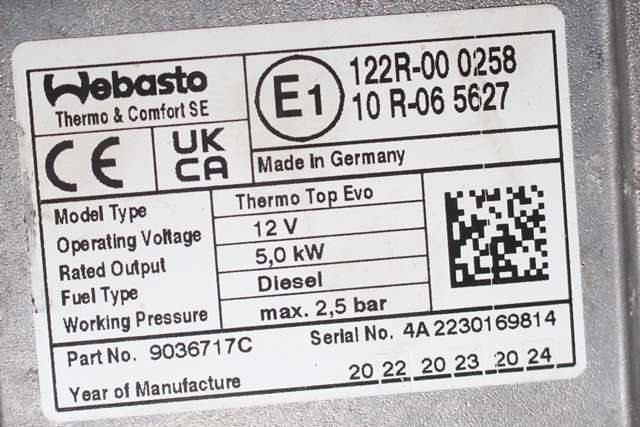 Webasto
Thermo & Comfort SE
CE
UK
CA
E1
122R-00 0258
10 R-06 5627
Made in Germany
Model Type Thermo Top Evo
Operating Voltage 12 V
Rated Output 5,0 kW
Fuel Type Diesel
Working Pressure max. 2,5 bar
Part No. 9036717C Serial No. 4A 2230169814
Year of Manufacture 20 22 20 23 20 24